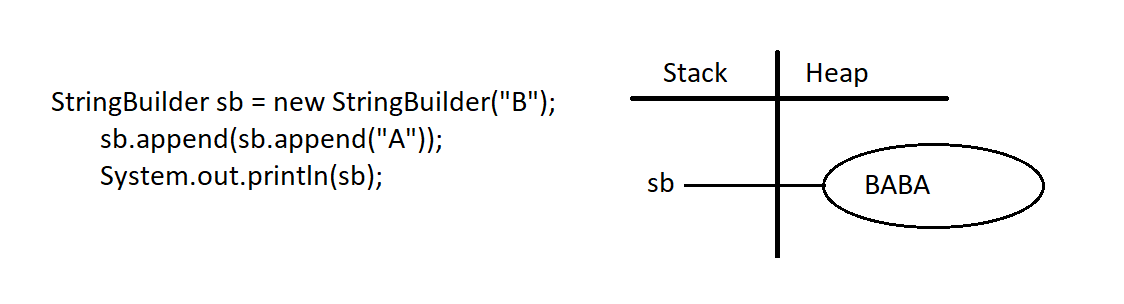 StringBuilder sb = new StringBuilder("B");
sb.append(sb.append("A"));
System.out.println(sb);
Stack
Heap
sb
BABA